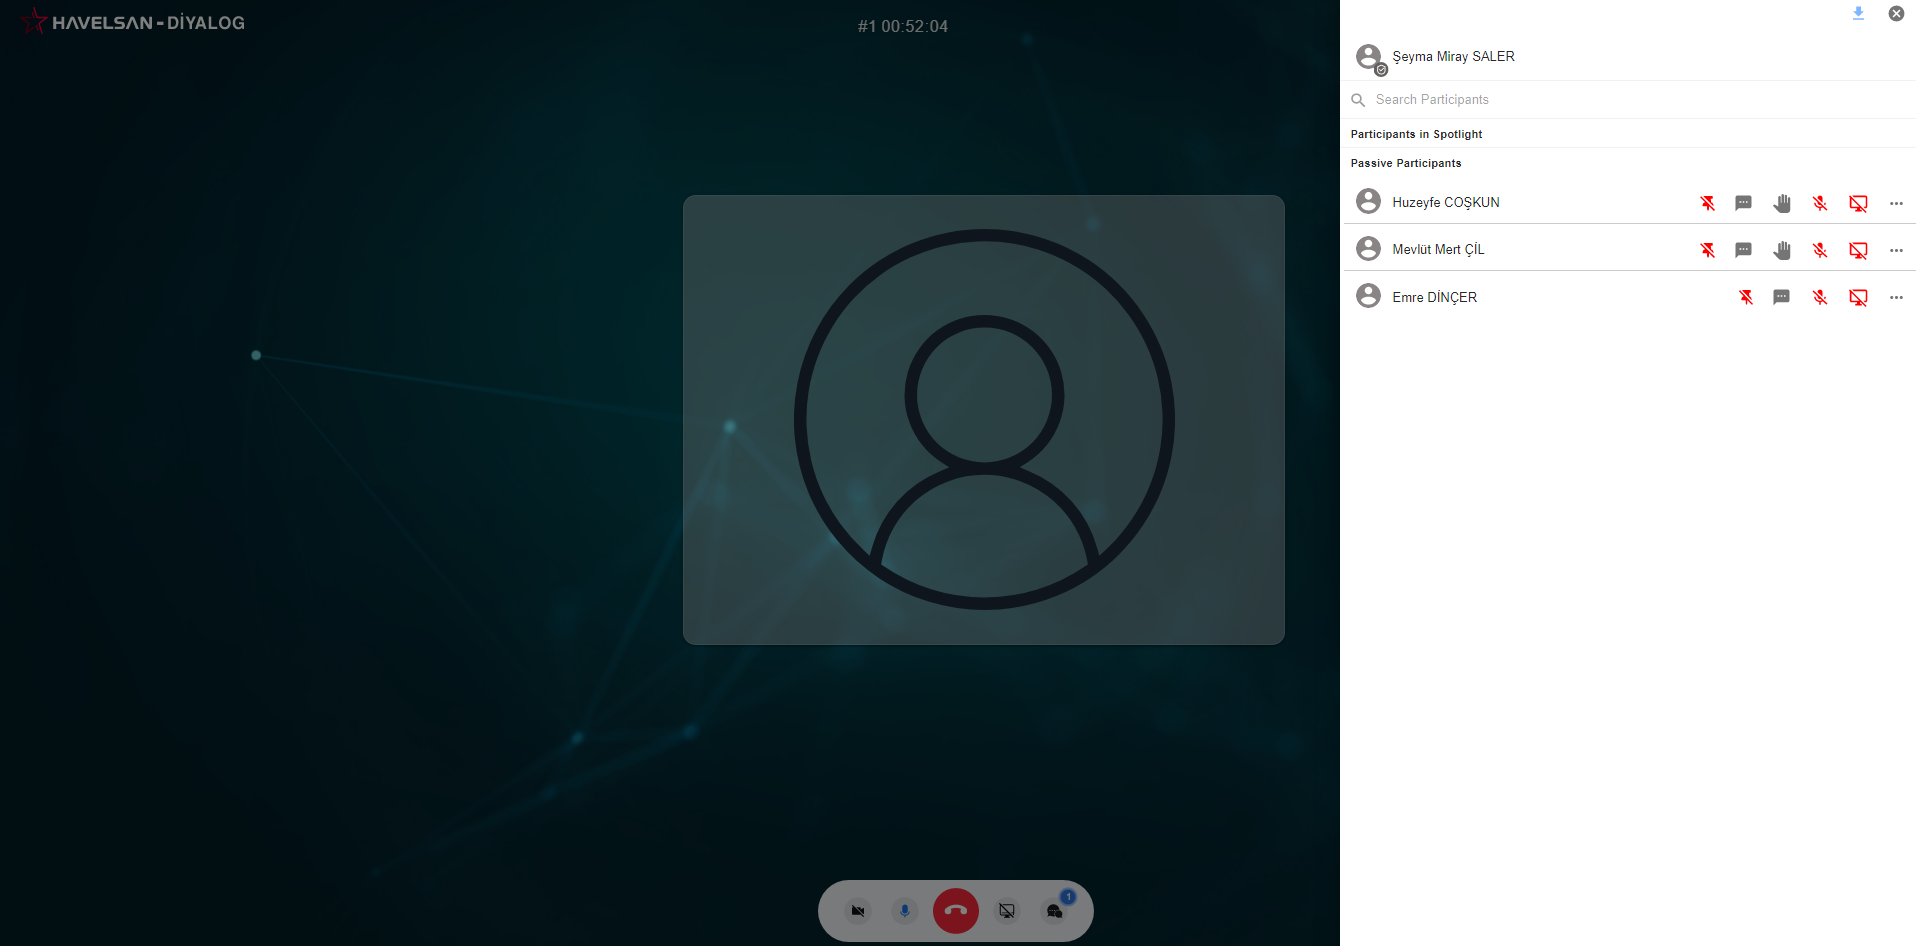 HAVELSAN - DİYALOG
#1 00:52:04
Şeyma Miray SALER
Search Participants
Participants in Spotlight
Passive Participants
Huzeyfe COŞKUN
Mevlüt Mert ÇİL
Emre DİNÇER
1